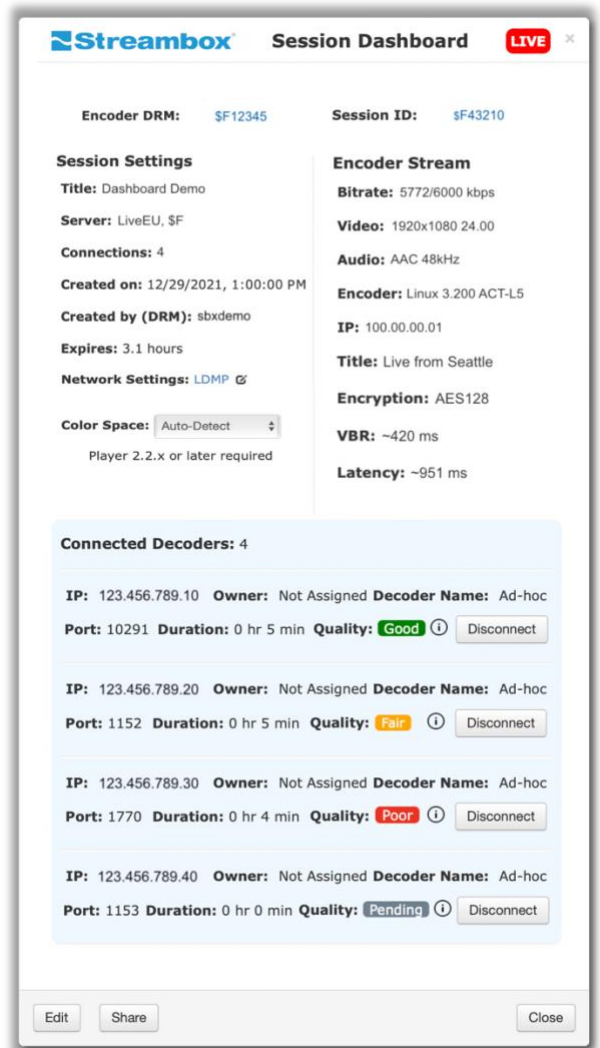 Streambox Session Dashboard LIVE ×
Encoder DRM: $F12345 Session ID: $F43210
Session Settings
Title: Dashboard Demo
Server: LiveEU, $F
Connections: 4
Created on: 12/29/2021, 1:00:00 PM
Created by (DRM): sbxdemo
Expires: 3.1 hours
Network Settings: LDMP
Color Space: Auto-Detect
Player 2.2.x or later required
Encoder Stream
Bitrate: 5772/6000 kbps
Video: 1920x1080 24.00
Audio: AAC 48kHz
Encoder: Linux 3.200 ACT-L5
IP: 100.00.00.01
Title: Live from Seattle
Encryption: AES128
VBR: ~420 ms
Latency: ~951 ms
Connected Decoders: 4
IP: 123.456.789.10 Owner: Not Assigned Decoder Name: Ad-hoc
Port: 10291 Duration: 0 hr 5 min Quality: Good Disconnect
IP: 123.456.789.20 Owner: Not Assigned Decoder Name: Ad-hoc
Port: 1152 Duration: 0 hr 5 min Quality: Fair Disconnect
IP: 123.456.789.30 Owner: Not Assigned Decoder Name: Ad-hoc
Port: 1770 Duration: 0 hr 4 min Quality: Poor Disconnect
IP: 123.456.789.40 Owner: Not Assigned Decoder Name: Ad-hoc
Port: 1153 Duration: 0 hr 0 min Quality: Pending Disconnect
Edit Share Close